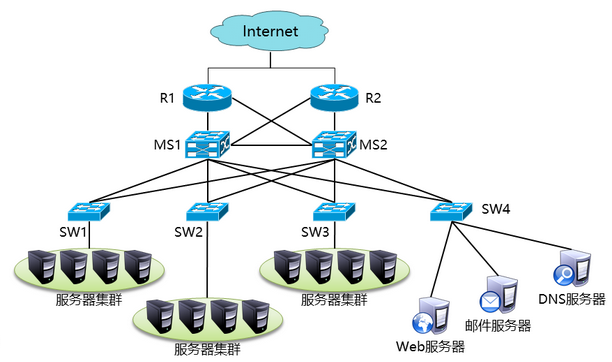 Internet
R1
R2
MS1
MS2
SW1
SW2
SW3
SW4
服务器集群
服务器集群
服务器集群
Web服务器
邮件服务器
DNS服务器